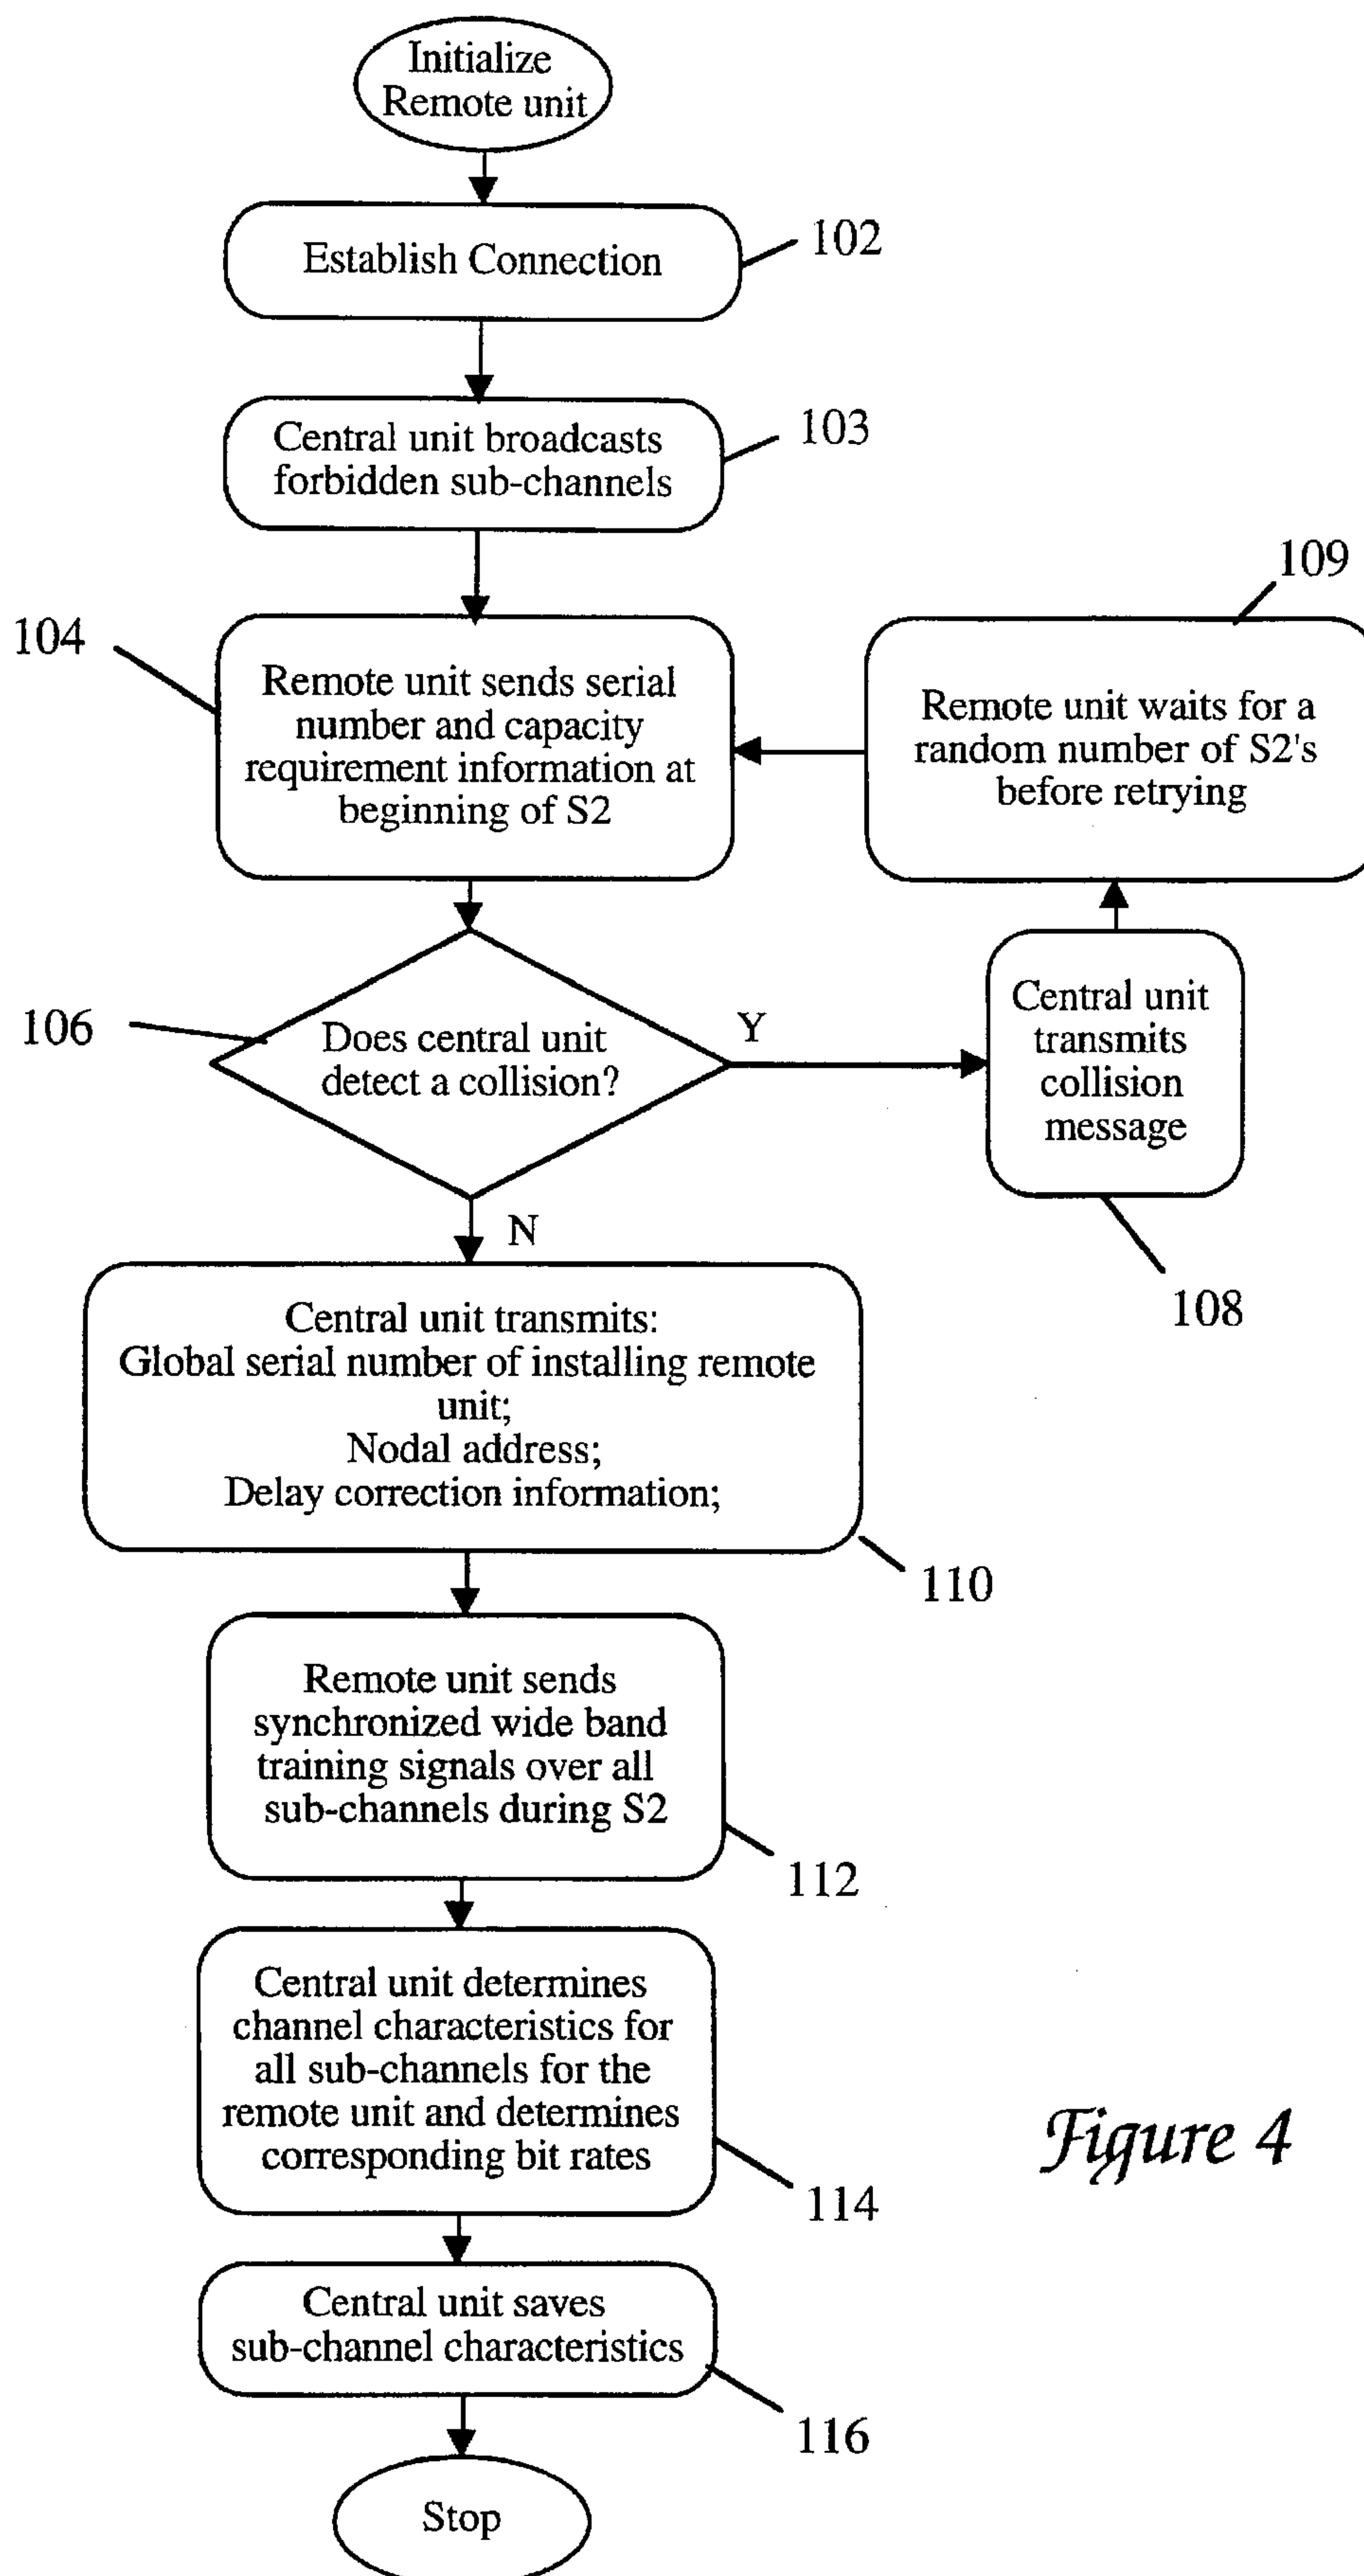 Initialize
Remote unit
Establish Connection
102
Central unit broadcasts
forbidden sub-channels
103
104
Remote unit sends serial
number and capacity
requirement information at
beginning of S2
109
Remote unit waits for a
random number of S2's
before retrying
106
Does central unit
detect a collision?
Y
Central unit
transmits
collision
message
108
N
Central unit transmits:
Global serial number of installing remote
unit;
Nodal address;
Delay correction information;
110
Remote unit sends
synchronized wide band
training signals over all
sub-channels during S2
112
Central unit determines
channel characteristics for
all sub-channels for the
remote unit and determines
corresponding bit rates
114
Central unit saves
sub-channel characteristics
116
Stop
Figure 4